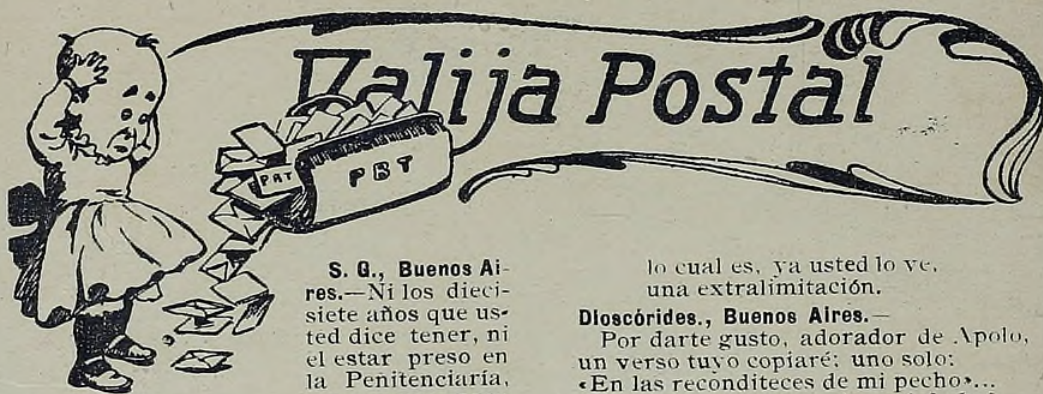 Valija Postal
PBT
PBT
S. G., Buenos Ai-
res.—Ni los dieci-
siete años que us-
ted dice tener, ni
el estar preso en
la Penitenciaría,
lo cual es, ya usted lo ve,
una extralimitación.
Dioscórides., Buenos Aires.—
Por darte gusto, adorador de Apolo,
un verso tuyo copiaré: uno solo:
«En las reconditeces de mi pecho»...